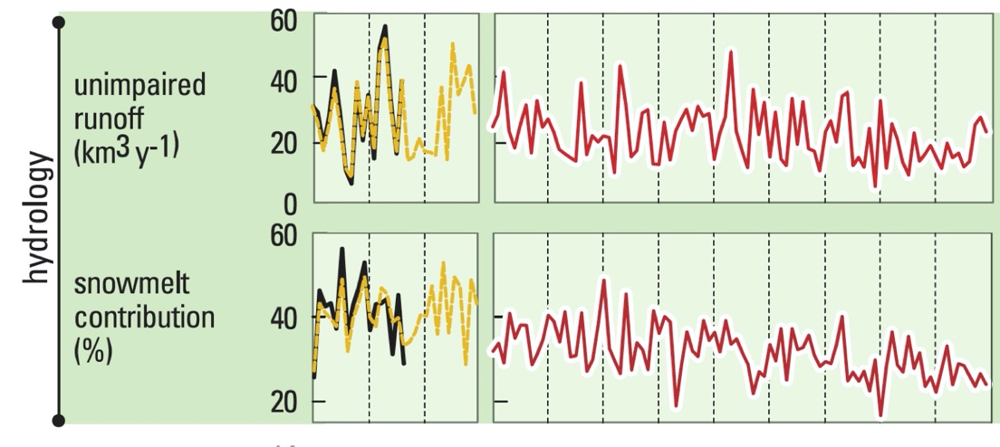 hydrology
unimpaired
runoff
(km³ y⁻¹)
60
40
20
0
snowmelt
contribution
(%)
60
40
20